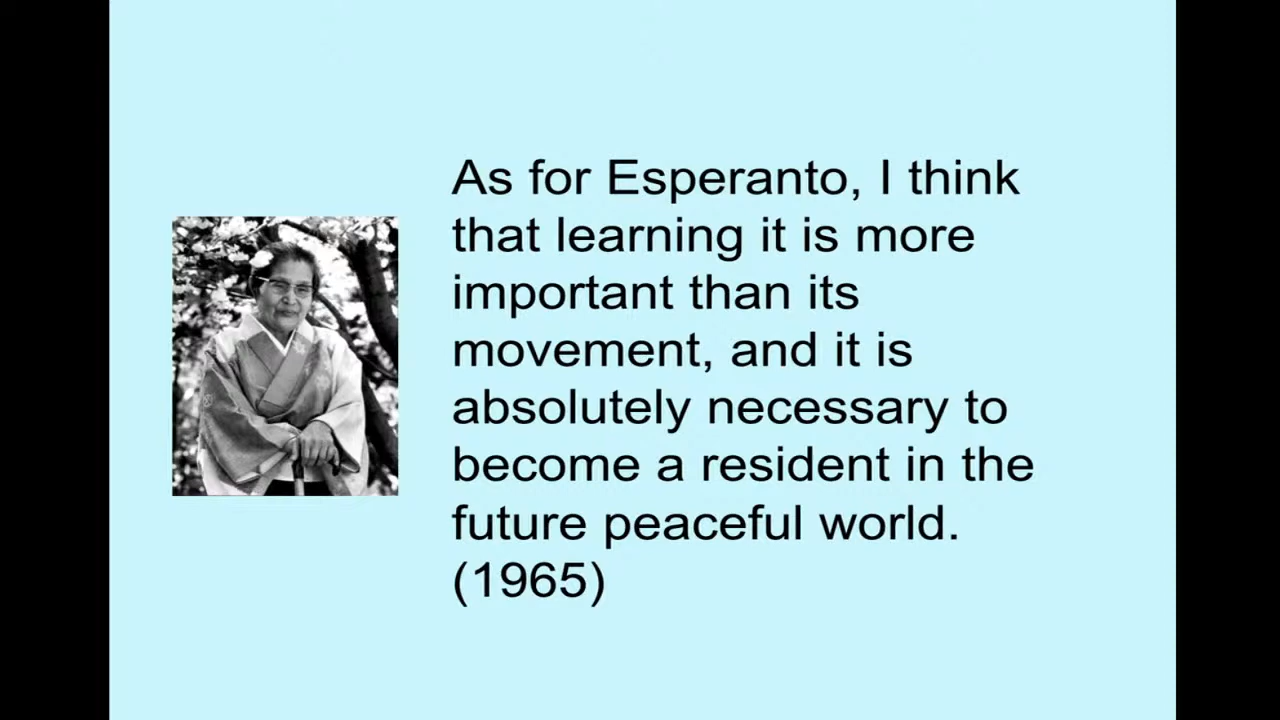 As for Esperanto, I think
that learning it is more
important than its
movement, and it is
absolutely necessary to
become a resident in the
future peaceful world.
(1965)